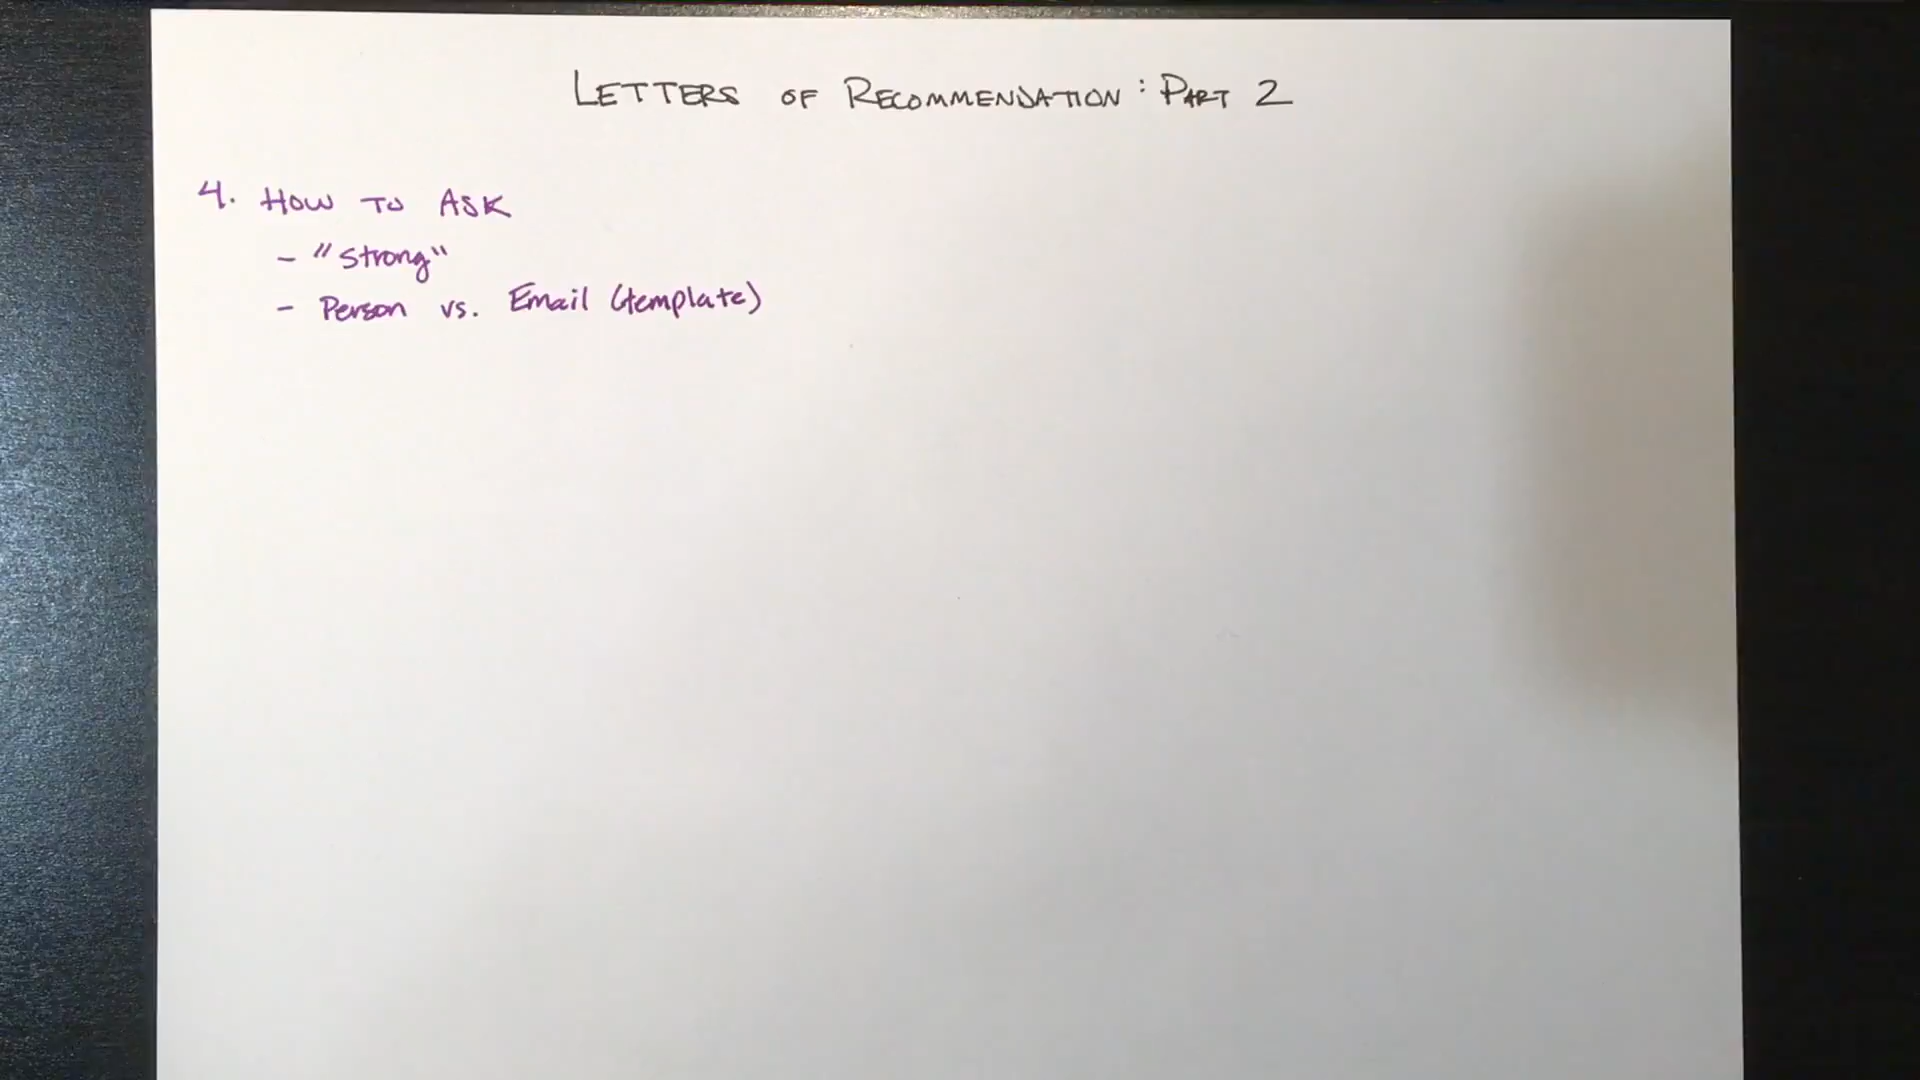 LETTERS OF RECOMMENDATION : PART 2
4. HOW TO ASK
- "Strong"
- Person vs. Email (template)